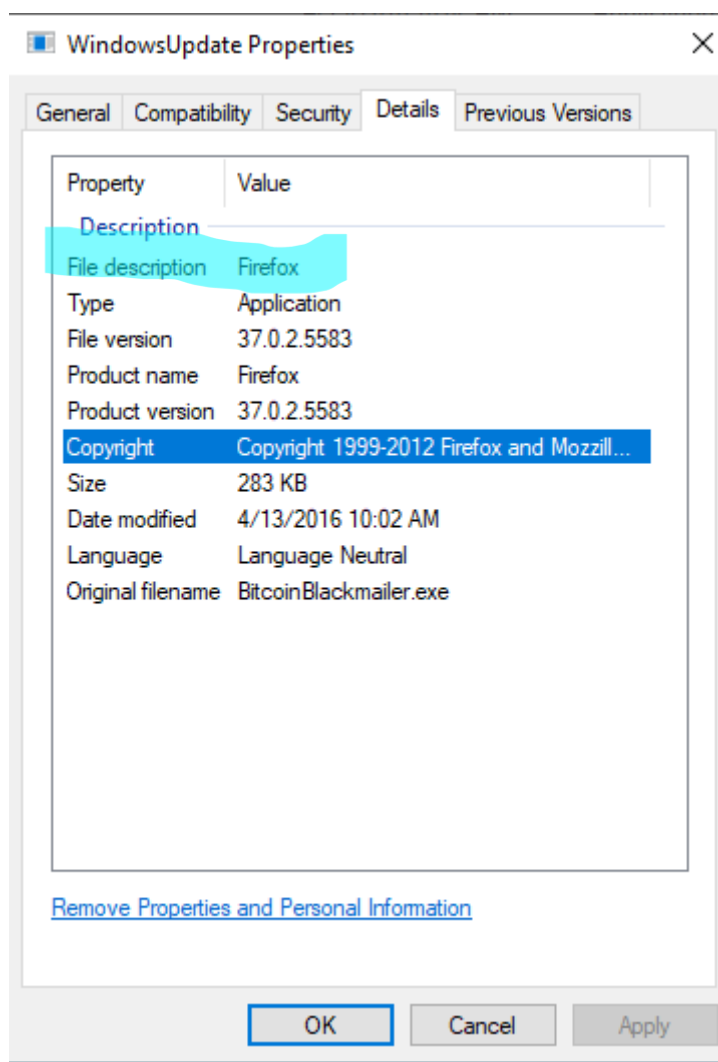 WindowsUpdate Properties
General Compatibility Security Details Previous Versions
Property Value
Description
File description Firefox
Type Application
File version 37.0.2.5583
Product name Firefox
Product version 37.0.2.5583
Copyright Copyright 1999-2012 Firefox and Mozzill...
Size 283 KB
Date modified 4/13/2016 10:02 AM
Language Language Neutral
Original filename BitcoinBlackmailer.exe
Remove Properties and Personal Information
OK Cancel Apply